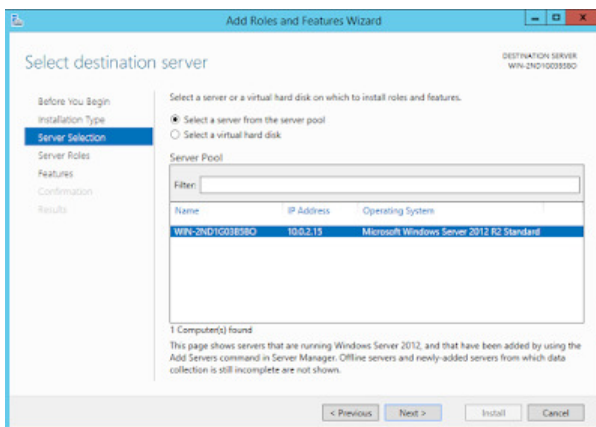 Add Roles and Features Wizard
Select destination server
DESTINATION SERVER
Before You Begin
Installation Type
Server Selection
Server Roles
Features
Confirmation
Results
Select a server or a virtual hard disk on which to install roles and features.
Select a server from the server pool
Select a virtual hard disk
Server Pool
Filter:
Name IP Address Operating System
WIN-2ND1G03B5BO 10.0.2.15 Microsoft Windows Server 2012 R2 Standard
1 Computer(s) found
This page shows servers that are running Windows Server 2012, and that have been added by using the
Add Servers command in Server Manager. Offline servers and newly-added servers from which data
collection is still incomplete are not shown.
< Previous Next > Install Cancel